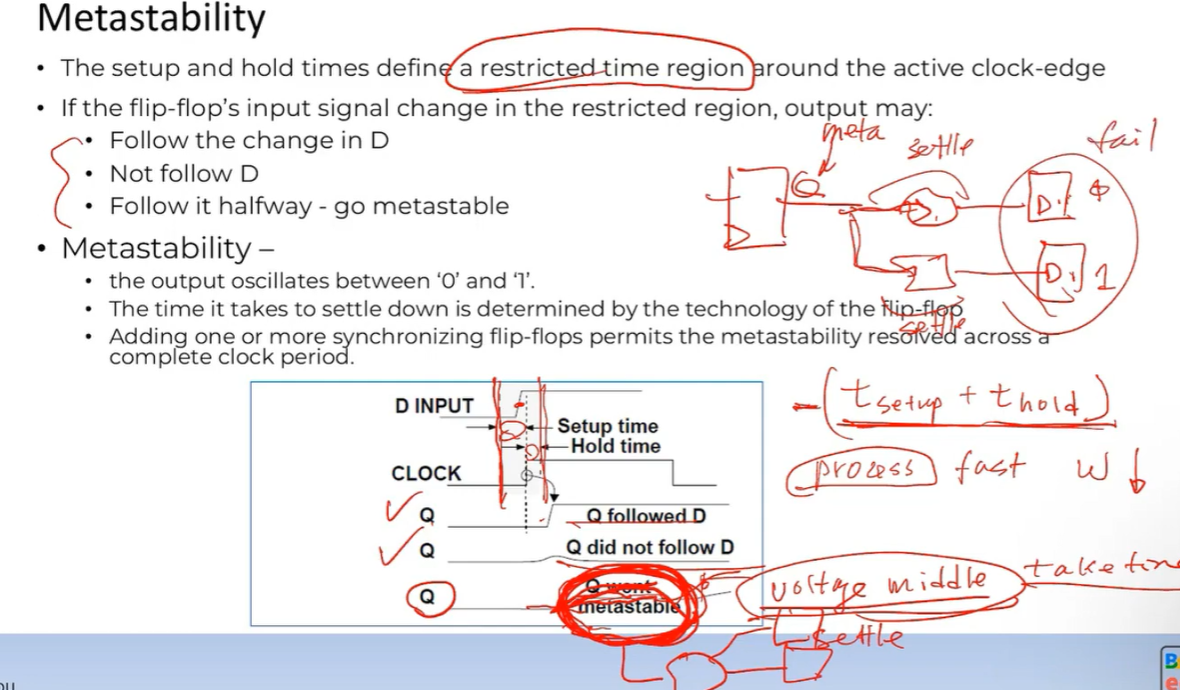 Metastability
• The setup and hold times define a restricted time region around the active clock-edge
• If the flip-flop's input signal change in the restricted region, output may:
• Follow the change in D
• Not follow D
• Follow it halfway - go metastable
meta
settle
fail
Q
D
0
D
1
settle
• Metastability –
• the output oscillates between '0' and '1'.
• The time it takes to settle down is determined by the technology of the flip-flop
• Adding one or more synchronizing flip-flops permits the metastability resolved across a
complete clock period.
D INPUT
Setup time
Hold time
CLOCK
Q
Q followed D
Q
Q did not follow D
Q
Q went
metastable
- (t setup + t hold)
process fast W ↓
voltage middle
take time
settle
B
e
ou